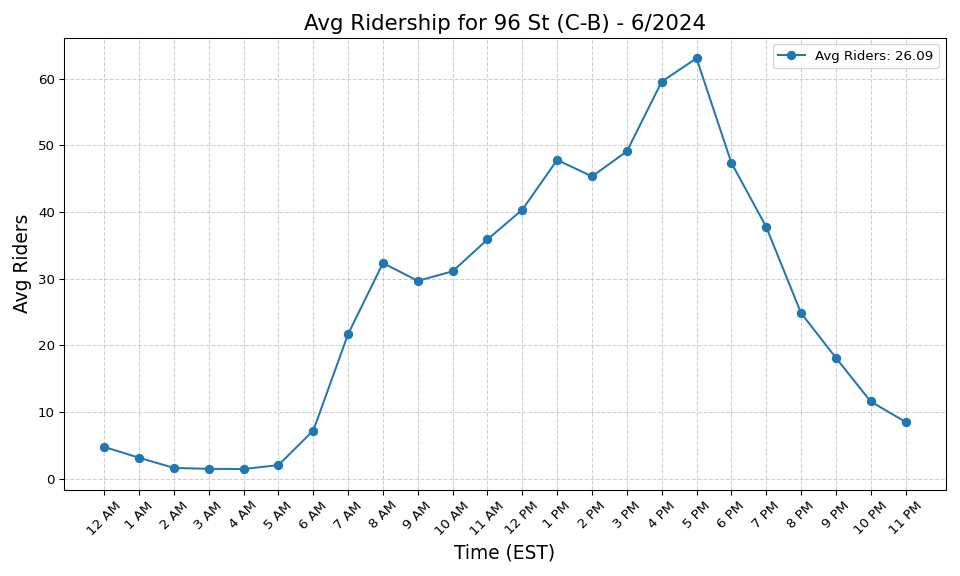 Avg Ridership for 96 St (C-B) - 6/2024
Avg Riders: 26.09
Avg Riders
60
50
40
30
20
10
0
12 AM
1 AM
2 AM
3 AM
4 AM
5 AM
6 AM
7 AM
8 AM
9 AM
10 AM
11 AM
12 PM
1 PM
2 PM
3 PM
4 PM
5 PM
6 PM
7 PM
8 PM
9 PM
10 PM
11 PM
Time (EST)